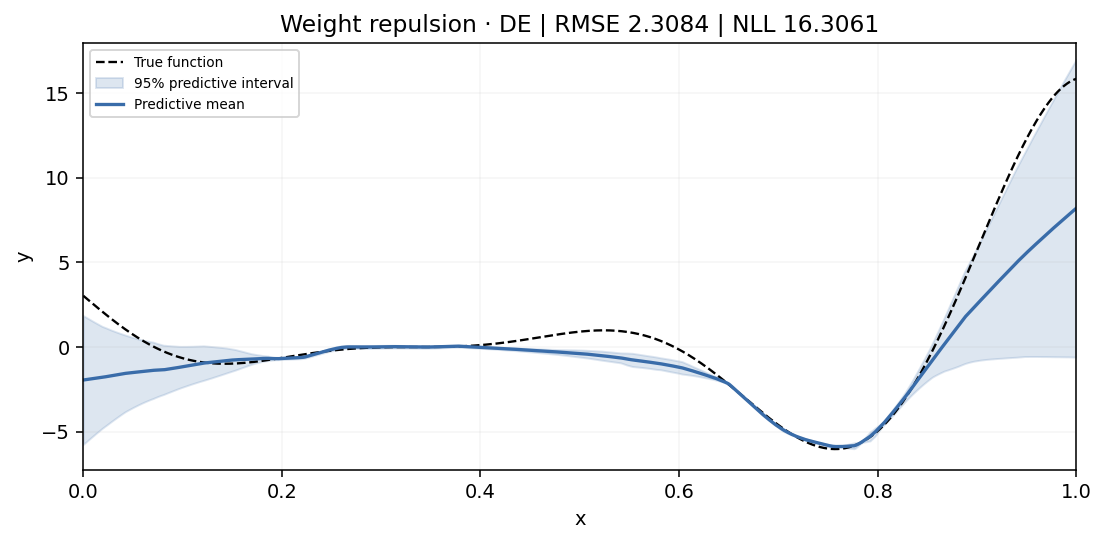 Weight repulsion · DE | RMSE 2.3084 | NLL 16.3061
True function
95% predictive interval
Predictive mean
y
15
10
5
0
−5
0.0 0.2 0.4 0.6 0.8 1.0
x